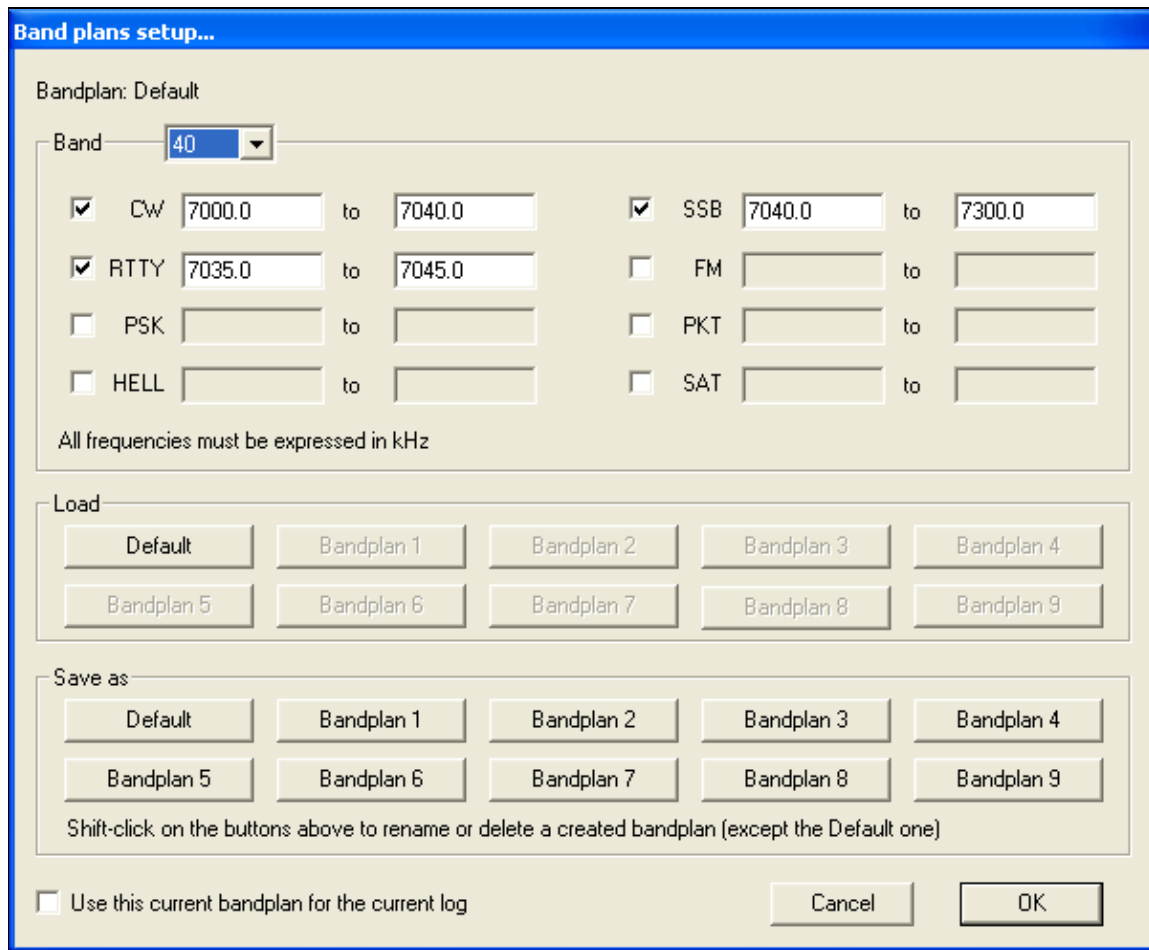 Band plans setup...
Bandplan: Default
Band 40
CW 7000.0 to 7040.0 SSB 7040.0 to 7300.0
RTTY 7035.0 to 7045.0 FM to
PSK to PKT to
HELL to SAT to
All frequencies must be expressed in kHz
Load
Default Bandplan 1 Bandplan 2 Bandplan 3 Bandplan 4
Bandplan 5 Bandplan 6 Bandplan 7 Bandplan 8 Bandplan 9
Save as
Default Bandplan 1 Bandplan 2 Bandplan 3 Bandplan 4
Bandplan 5 Bandplan 6 Bandplan 7 Bandplan 8 Bandplan 9
Shift-click on the buttons above to rename or delete a created bandplan (except the Default one)
Use this current bandplan for the current log Cancel OK